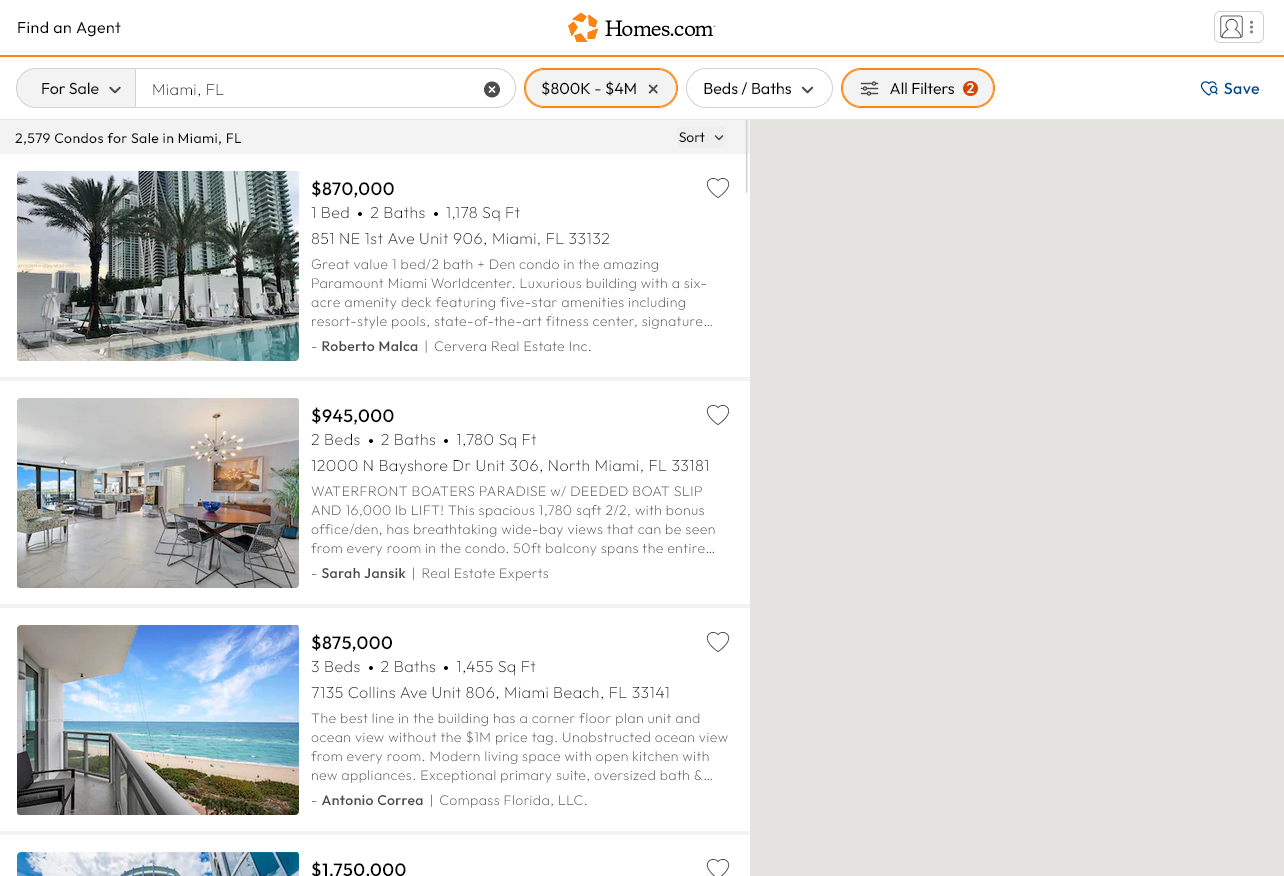 Find an Agent
Homes.com
For Sale
Miami, FL
$800K - $4M
Beds / Baths
All Filters 2
Save
2,579 Condos for Sale in Miami, FL
Sort
$870,000
1 Bed • 2 Baths • 1,178 Sq Ft
851 NE 1st Ave Unit 906, Miami, FL 33132
Great value 1 bed/2 bath + Den condo in the amazing
Paramount Miami Worldcenter. Luxurious building with a six-
acre amenity deck featuring five-star amenities including
resort-style pools, state-of-the-art fitness center, signature...
- Roberto Malca | Cervera Real Estate Inc.
$945,000
2 Beds • 2 Baths • 1,780 Sq Ft
12000 N Bayshore Dr Unit 306, North Miami, FL 33181
WATERFRONT BOATERS PARADISE w/ DEEDED BOAT SLIP
AND 16,000 lb LIFT! This spacious 1,780 sqft 2/2, with bonus
office/den, has breathtaking wide-bay views that can be seen
from every room in the condo. 50ft balcony spans the entire...
- Sarah Jansik | Real Estate Experts
$875,000
3 Beds • 2 Baths • 1,455 Sq Ft
7135 Collins Ave Unit 806, Miami Beach, FL 33141
The best line in the building has a corner floor plan unit and
ocean view without the $1M price tag. Unobstructed ocean view
from every room. Modern living space with open kitchen with
new appliances. Exceptional primary suite, oversized bath &...
- Antonio Correa | Compass Florida, LLC.
$1,750,000